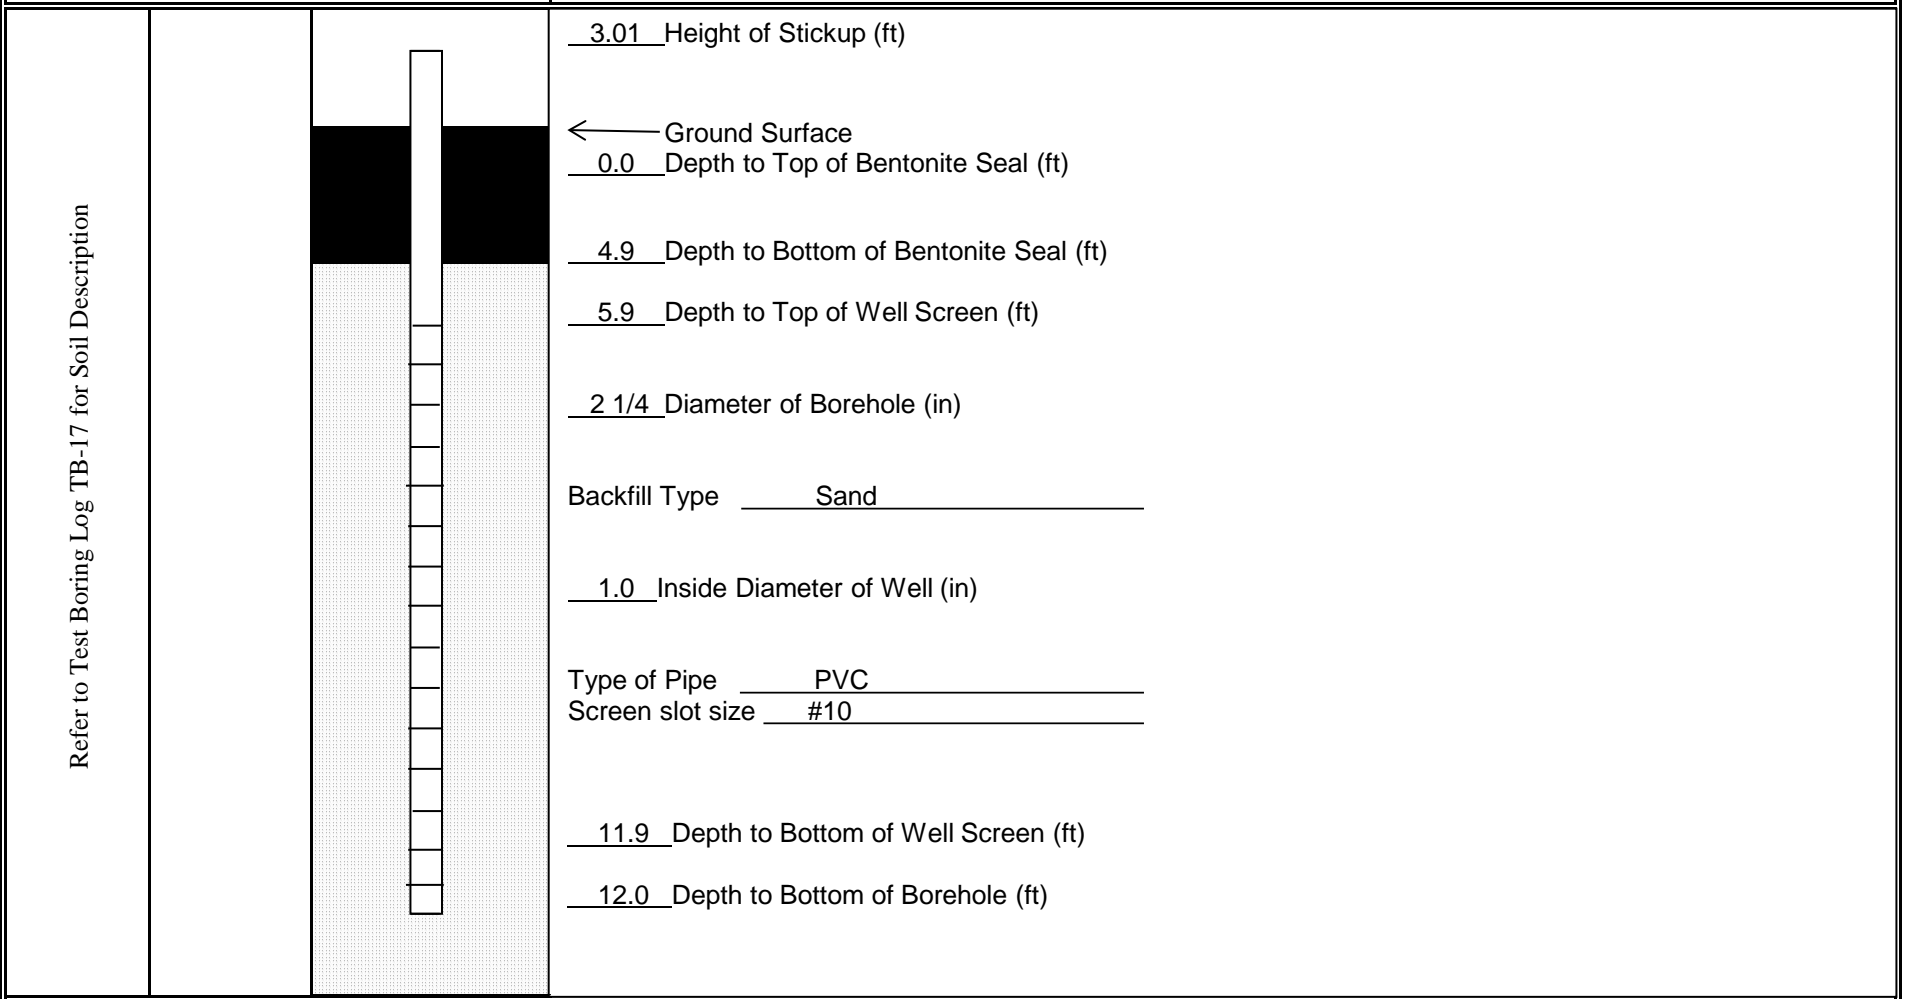 Refer to Test Boring Log TB-17 for Soil Description
3.01 Height of Stickup (ft)
Ground Surface
0.0 Depth to Top of Bentonite Seal (ft)
4.9 Depth to Bottom of Bentonite Seal (ft)
5.9 Depth to Top of Well Screen (ft)
2 1/4 Diameter of Borehole (in)
Backfill Type Sand
1.0 Inside Diameter of Well (in)
Type of Pipe PVC
Screen slot size #10
11.9 Depth to Bottom of Well Screen (ft)
12.0 Depth to Bottom of Borehole (ft)